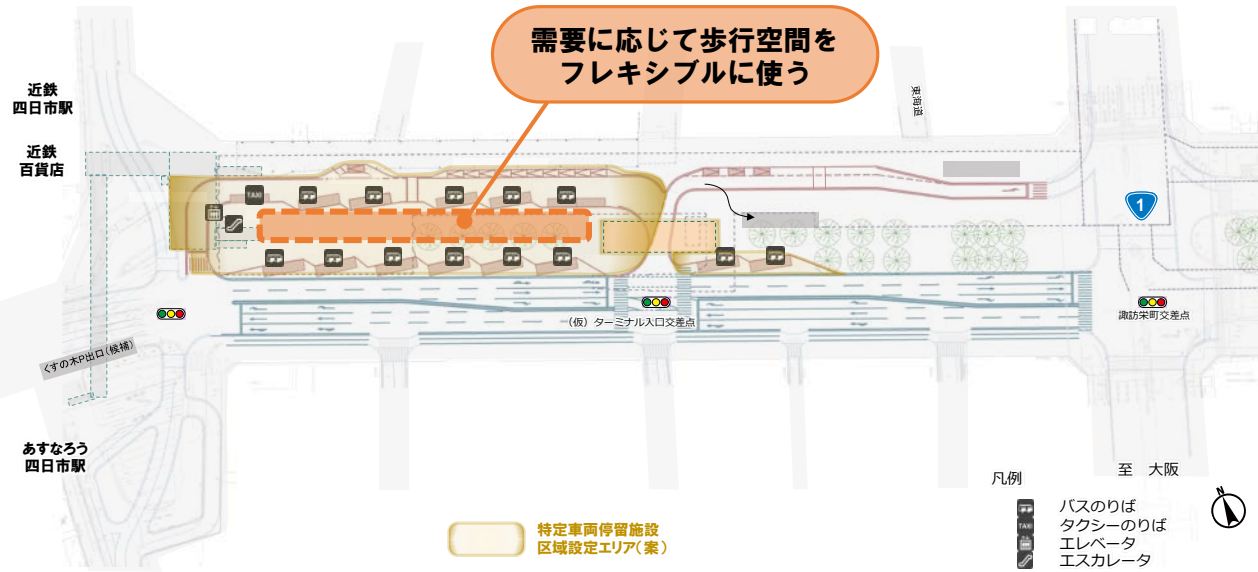 需要に応じて歩行空間を
フレキシブルに使う
近鉄
四日市駅
近鉄
百貨店
東海道
TAXI
1
(仮)ターミナル入口交差点
諏訪栄町交差点
くすの木P出口(候補)
あすなろう
四日市駅
特定車両停留施設
区域設定エリア(案)
凡例
至 大阪
N
バスのりば
TAXI
タクシーのりば
エレベータ
エスカレータ